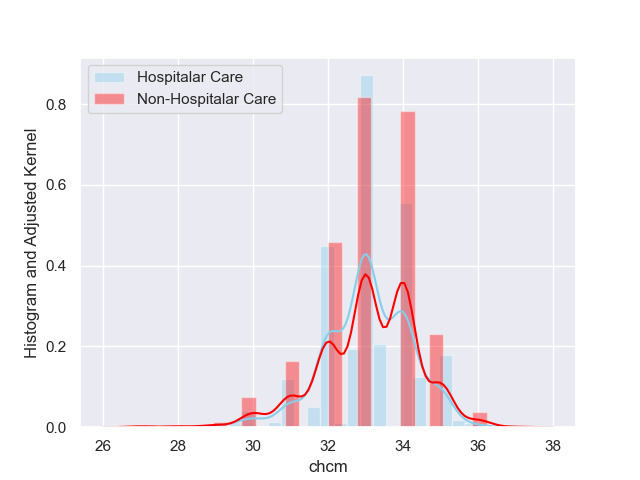 Hospitalar Care
Non-Hospitalar Care
Histogram and Adjusted Kernel
0.8
0.6
0.4
0.2
0.0
26 28 30 32 34 36 38
chcm